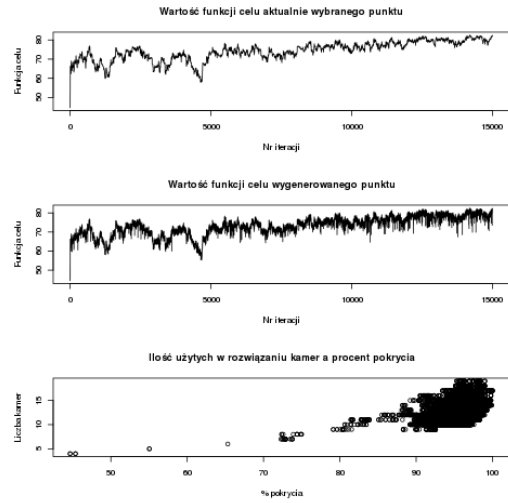 Wartość funkcji celu aktualnie wybranego punktu
Funkcja celu
50 60 70 80
0 5000 10000 15000
Nr iteracji
Wartość funkcji celu wygenerowanego punktu
Funkcja celu
50 60 70 80
0 5000 10000 15000
Nr iteracji
Ilość użytych w rozwiązaniu kamer a procent pokrycia
Liczba kamer
5 10 15
50 60 70 80 90 100
% pokrycia